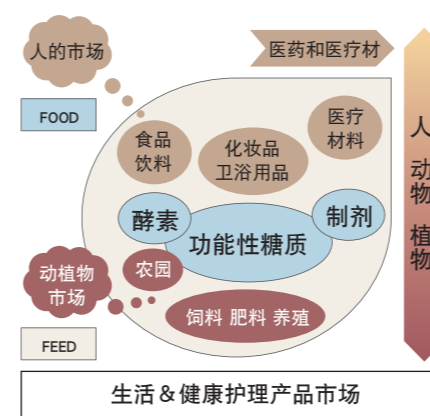 人的市场
医药和医疗材
FOOD
食品
饮料
化妆品
卫浴用品
医疗
材料
人
动
物
植
物
酵素
功能性糖质
制剂
动植物
市场
农园
饲料 肥料 养殖
FEED
生活＆健康护理产品市场